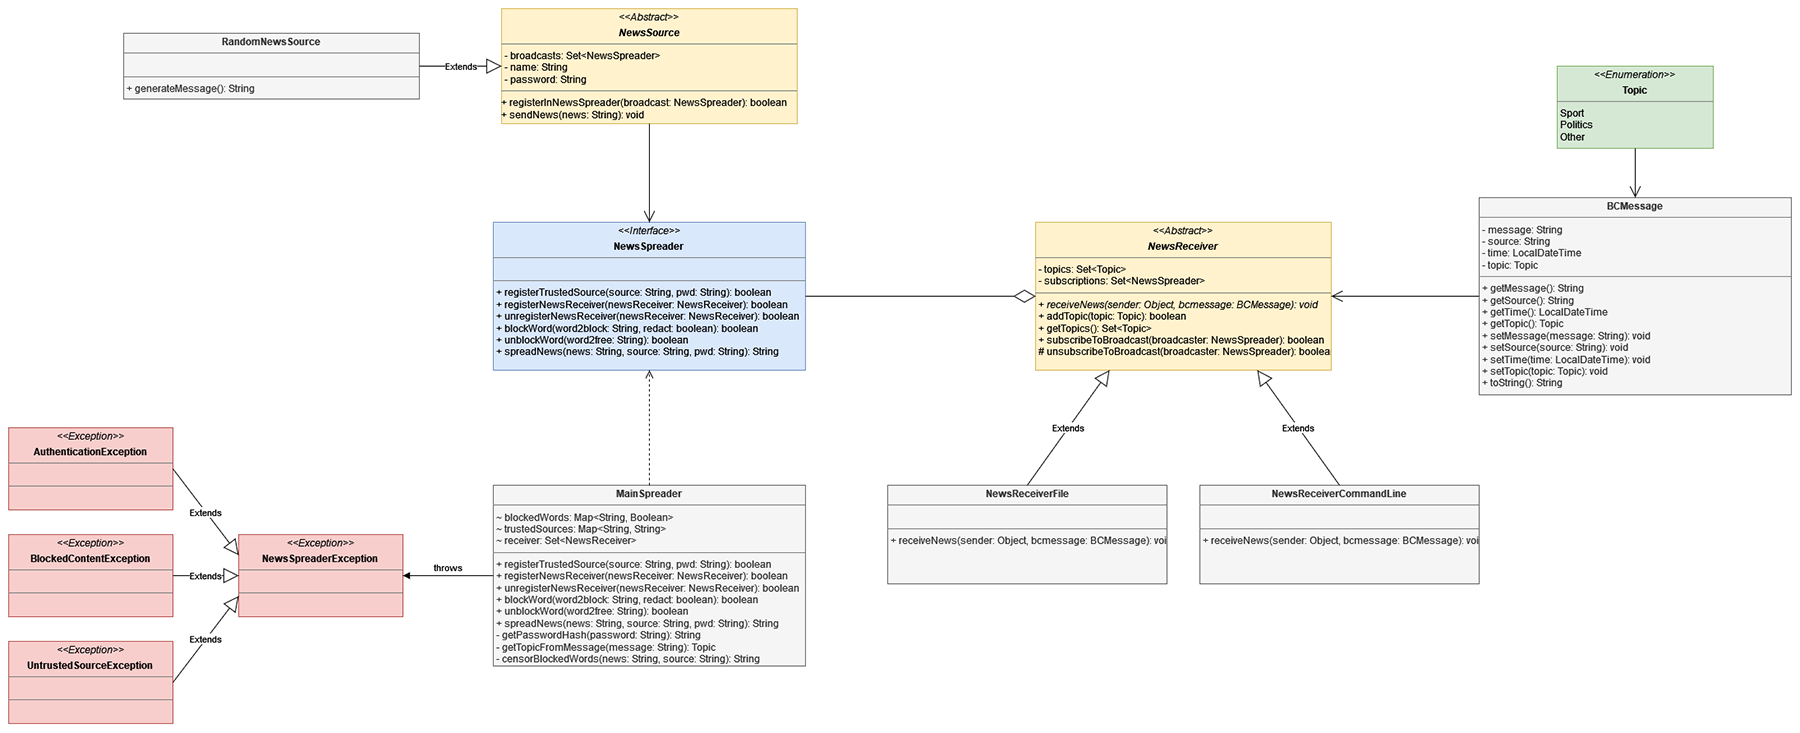 RandomNewsSource
+ generateMessage(): String
Extends
<<Abstract>>
NewsSource
- broadcasts: Set<NewsSpreader>
- name: String
- password: String
+ registerInNewsSpreader(broadcast: NewsSpreader): boolean
+ sendNews(news: String): void
<<Enumeration>>
Topic
Sport
Politics
Other
<<Interface>>
NewsSpreader
+ registerTrustedSource(source: String, pwd: String): boolean
+ registerNewsReceiver(newsReceiver: NewsReceiver): boolean
+ unregisterNewsReceiver(newsReceiver: NewsReceiver): boolean
+ blockWord(word2block: String, redact: boolean): boolean
+ unblockWord(word2free: String): boolean
+ spreadNews(news: String, source: String, pwd: String): String
<<Abstract>>
NewsReceiver
- topics: Set<Topic>
- subscriptions: Set<NewsSpreader>
+ receiveNews(sender: Object, bcmessage: BCMessage): void
+ addTopic(topic: Topic): boolean
+ getTopics(): Set<Topic>
+ subscribeToBroadcast(broadcaster: NewsSpreader): boolean
# unsubscribeToBroadcast(broadcaster: NewsSpreader): boolea
BCMessage
- message: String
- source: String
- time: LocalDateTime
- topic: Topic
+ getMessage(): String
+ getSource(): String
+ getTime(): LocalDateTime
+ getTopic(): Topic
+ setMessage(message: String): void
+ setSource(source: String): void
+ setTime(time: LocalDateTime): void
+ setTopic(topic: Topic): void
+ toString(): String
Extends
Extends
<<Exception>>
AuthenticationException
Extends
<<Exception>>
BlockedContentException
Extends
<<Exception>>
UntrustedSourceException
Extends
<<Exception>>
NewsSpreaderException
throws
MainSpreader
~ blockedWords: Map<String, Boolean>
~ trustedSources: Map<String, String>
~ receiver: Set<NewsReceiver>
+ registerTrustedSource(source: String, pwd: String): boolean
+ registerNewsReceiver(newsReceiver: NewsReceiver): boolean
+ unregisterNewsReceiver(newsReceiver: NewsReceiver): boolean
+ blockWord(word2block: String, redact: boolean): boolean
+ unblockWord(word2free: String): boolean
+ spreadNews(news: String, source: String, pwd: String): String
- getPasswordHash(password: String): String
- getTopicFromMessage(message: String): Topic
- censorBlockedWords(news: String, source: String): String
NewsReceiverFile
+ receiveNews(sender: Object, bcmessage: BCMessage): voi
NewsReceiverCommandLine
+ receiveNews(sender: Object, bcmessage: BCMessage): voi